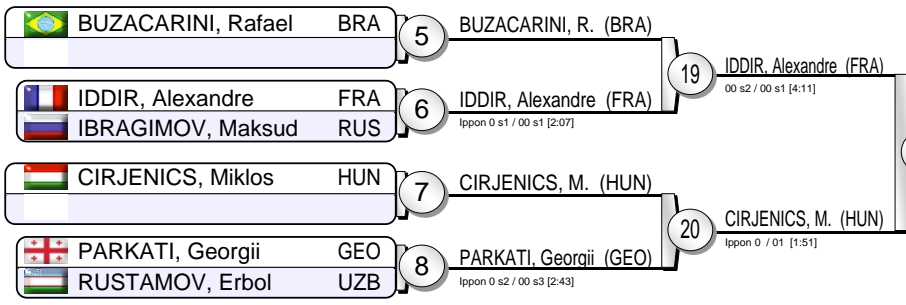 BUZACARINI, Rafael BRA
5
BUZACARINI, R. (BRA)
19
IDDIR, Alexandre (FRA)
00 s2 / 00 s1 [4:11]
IDDIR, Alexandre FRA
IBRAGIMOV, Maksud RUS
6
IDDIR, Alexandre (FRA)
Ippon 0 s1 / 00 s1 [2:07]
CIRJENICS, Miklos HUN
7
CIRJENICS, M. (HUN)
20
CIRJENICS, M. (HUN)
Ippon 0 / 01 [1:51]
PARKATI, Georgii GEO
RUSTAMOV, Erbol UZB
8
PARKATI, Georgii (GEO)
Ippon 0 s2 / 00 s3 [2:43]